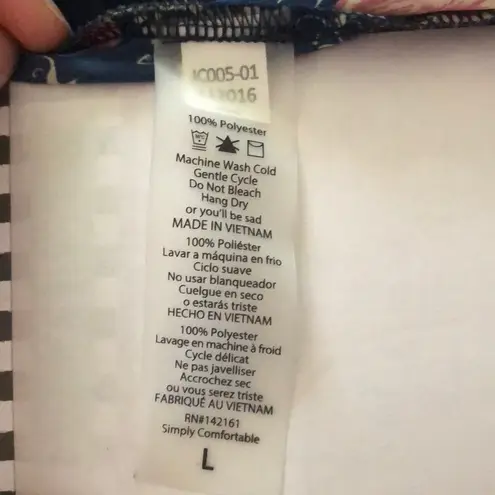 JC005-01
2016
100% Polyester
Machine Wash Cold
Gentle Cycle
Do Not Bleach
Hang Dry
or you'll be sad
MADE IN VIETNAM
100% Poliéster
Lavar a máquina en frio
Ciclo suave
No usar blanqueador
Cuelgue en seco
o estarás triste
HECHO EN VIETNAM
100% Polyester
Lavage en machine à froid
Cycle délicat
Ne pas javelliser
Accrochez sec
ou vous serez triste
FABRIQUÉ AU VIETNAM
RN#142161
Simply Comfortable
L